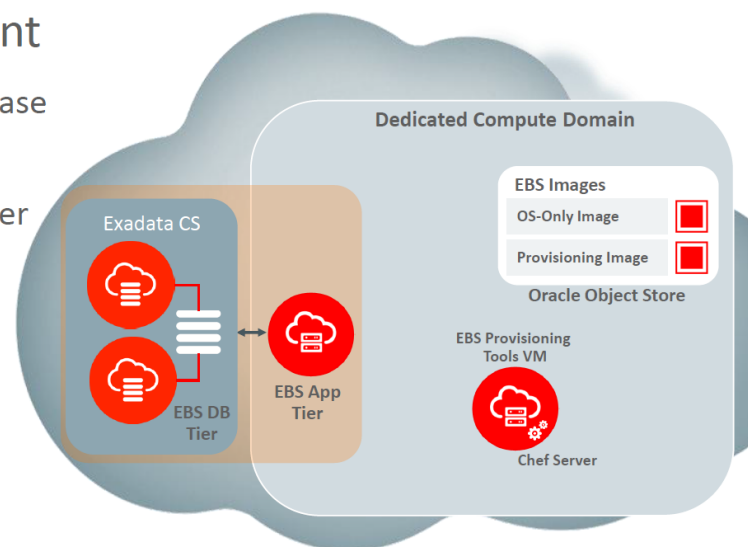 nt
ase
er
Dedicated Compute Domain
EBS Images
OS-Only Image
Provisioning Image
Oracle Object Store
Exadata CS
EBS DB
Tier
EBS App
Tier
EBS Provisioning
Tools VM
Chef Server